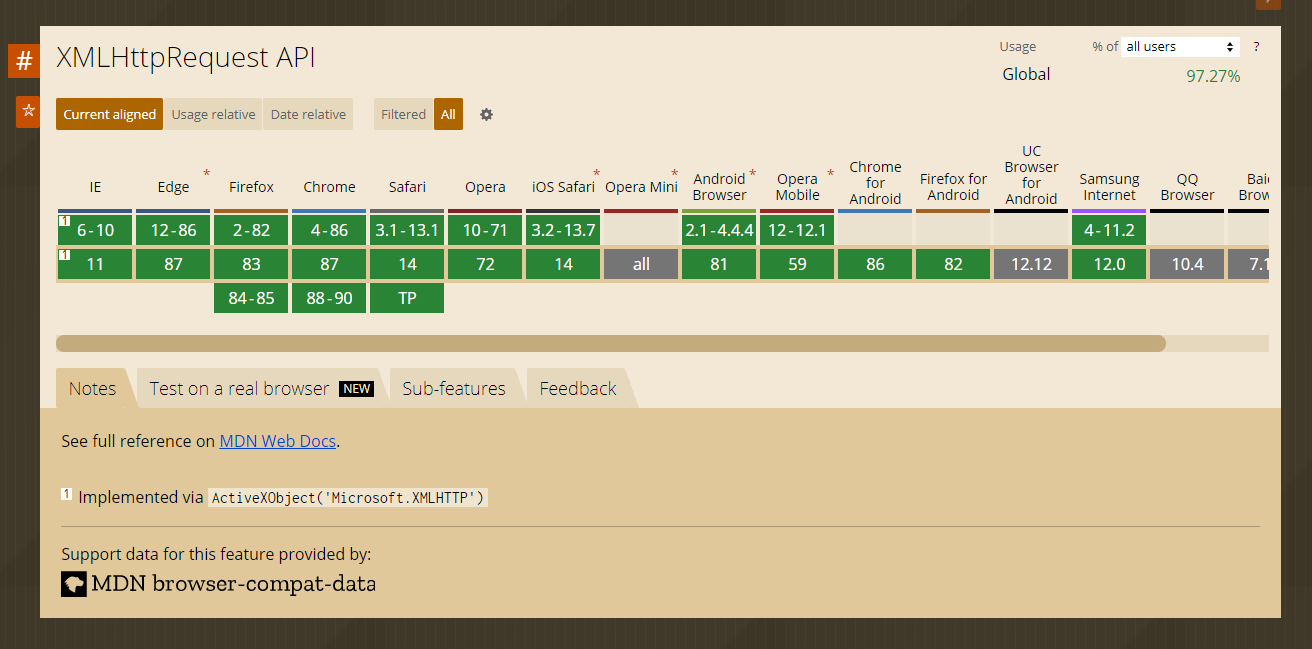 #
XMLHttpRequest API
Usage % of all users ?
Global 97.27%
☆
Current aligned Usage relative Date relative Filtered All
IE Edge * Firefox Chrome Safari Opera iOS Safari * Opera Mini * Android Browser * Opera Mobile * Chrome for Android Firefox for Android UC Browser for Android Samsung Internet QQ Browser
1 6-10 12-86 2-82 4-86 3.1-13.1 10-71 3.2-13.7 2.1-4.4.4 12-12.1 4-11.2
1 11 87 83 87 14 72 14 all 81 59 86 82 12.12 12.0 10.4 7.1
84-85 88-90 TP
Notes Test on a real browser NEW Sub-features Feedback
See full reference on MDN Web Docs.
1 Implemented via ActiveXObject('Microsoft.XMLHTTP')
Support data for this feature provided by:
MDN browser-compat-data